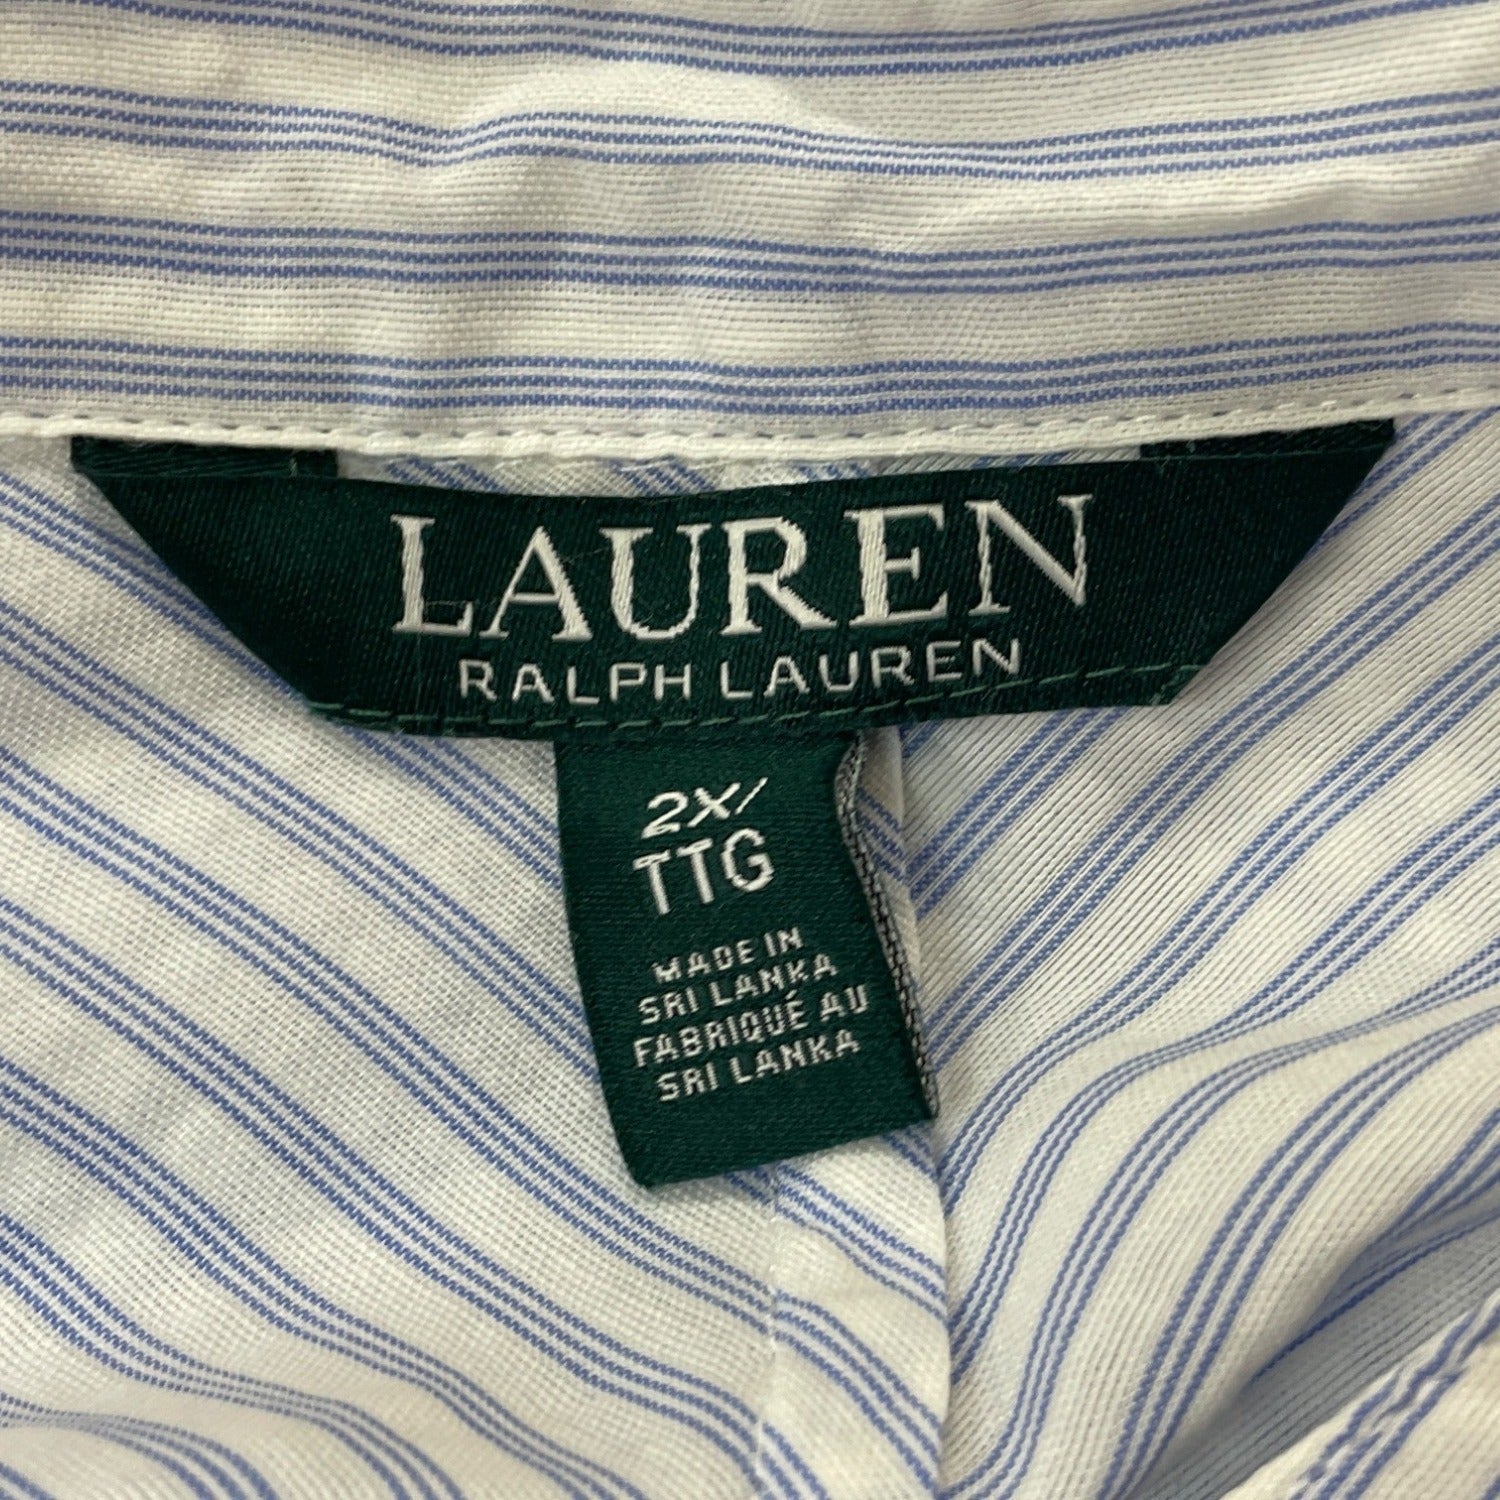 LAUREN
RALPH LAUREN
2X/
TTG
MADE IN
SRI LANKA
FABRIQUÉ AU
SRI LANKA